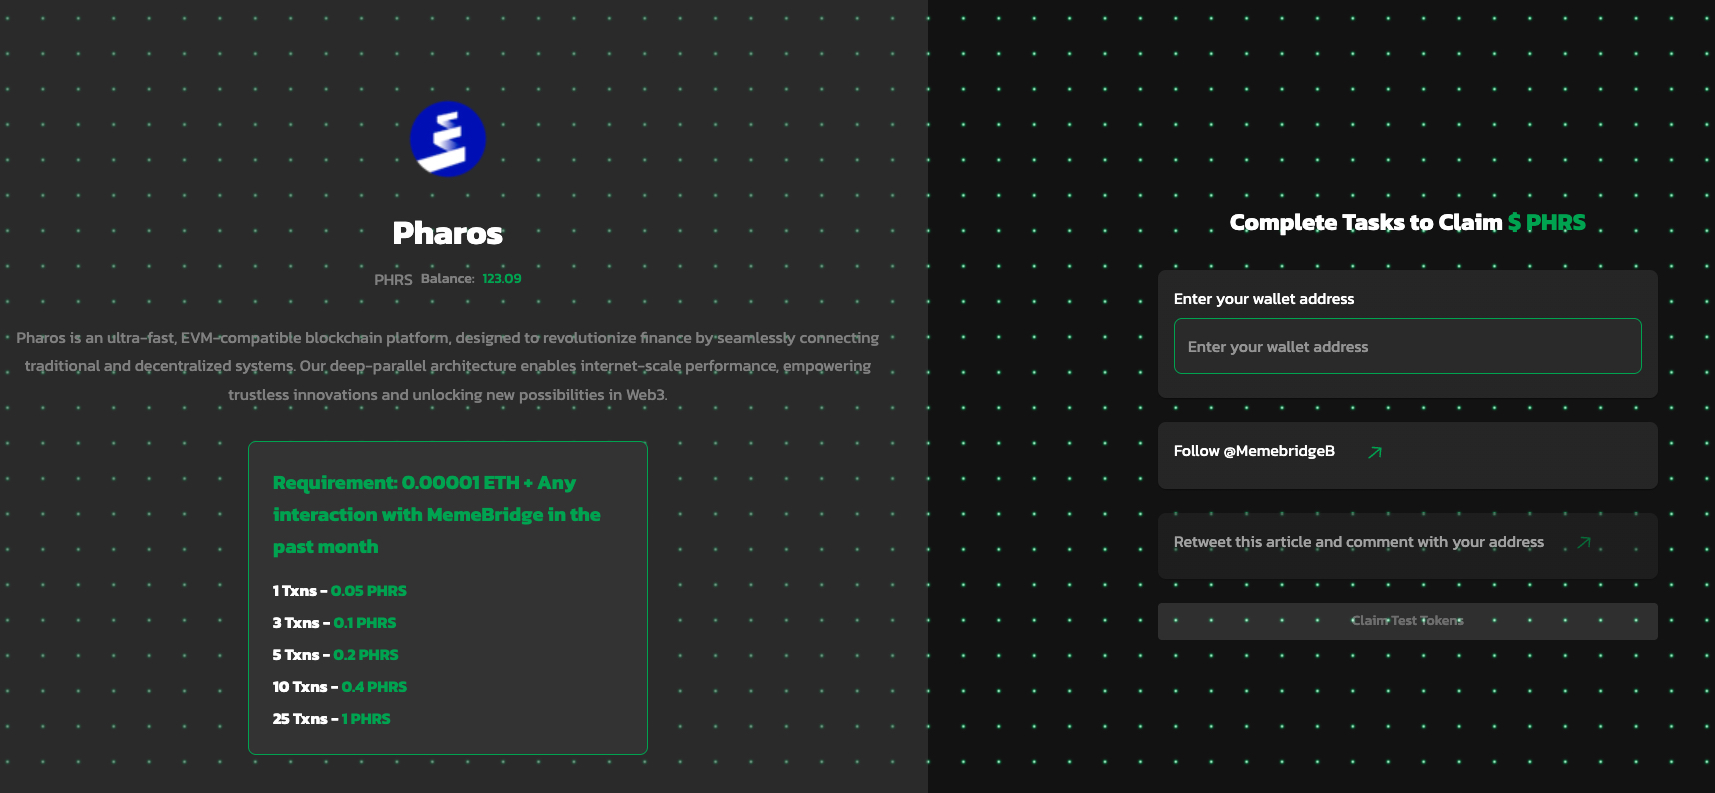 Pharos
PHRS Balance: 123.09
Pharos is an ultra-fast, EVM-compatible blockchain platform, designed to revolutionize finance by seamlessly connecting
traditional and decentralized systems. Our deep-parallel architecture enables internet-scale performance, empowering
trustless innovations and unlocking new possibilities in Web3.
Requirement: 0.00001 ETH + Any
interaction with MemeBridge in the
past month
1 Txns - 0.05 PHRS
3 Txns - 0.1 PHRS
5 Txns - 0.2 PHRS
10 Txns - 0.4 PHRS
25 Txns - 1 PHRS
Complete Tasks to Claim $ PHRS
Enter your wallet address
Enter your wallet address
Follow @MemebridgeB
Retweet this article and comment with your address
Claim Test Tokens